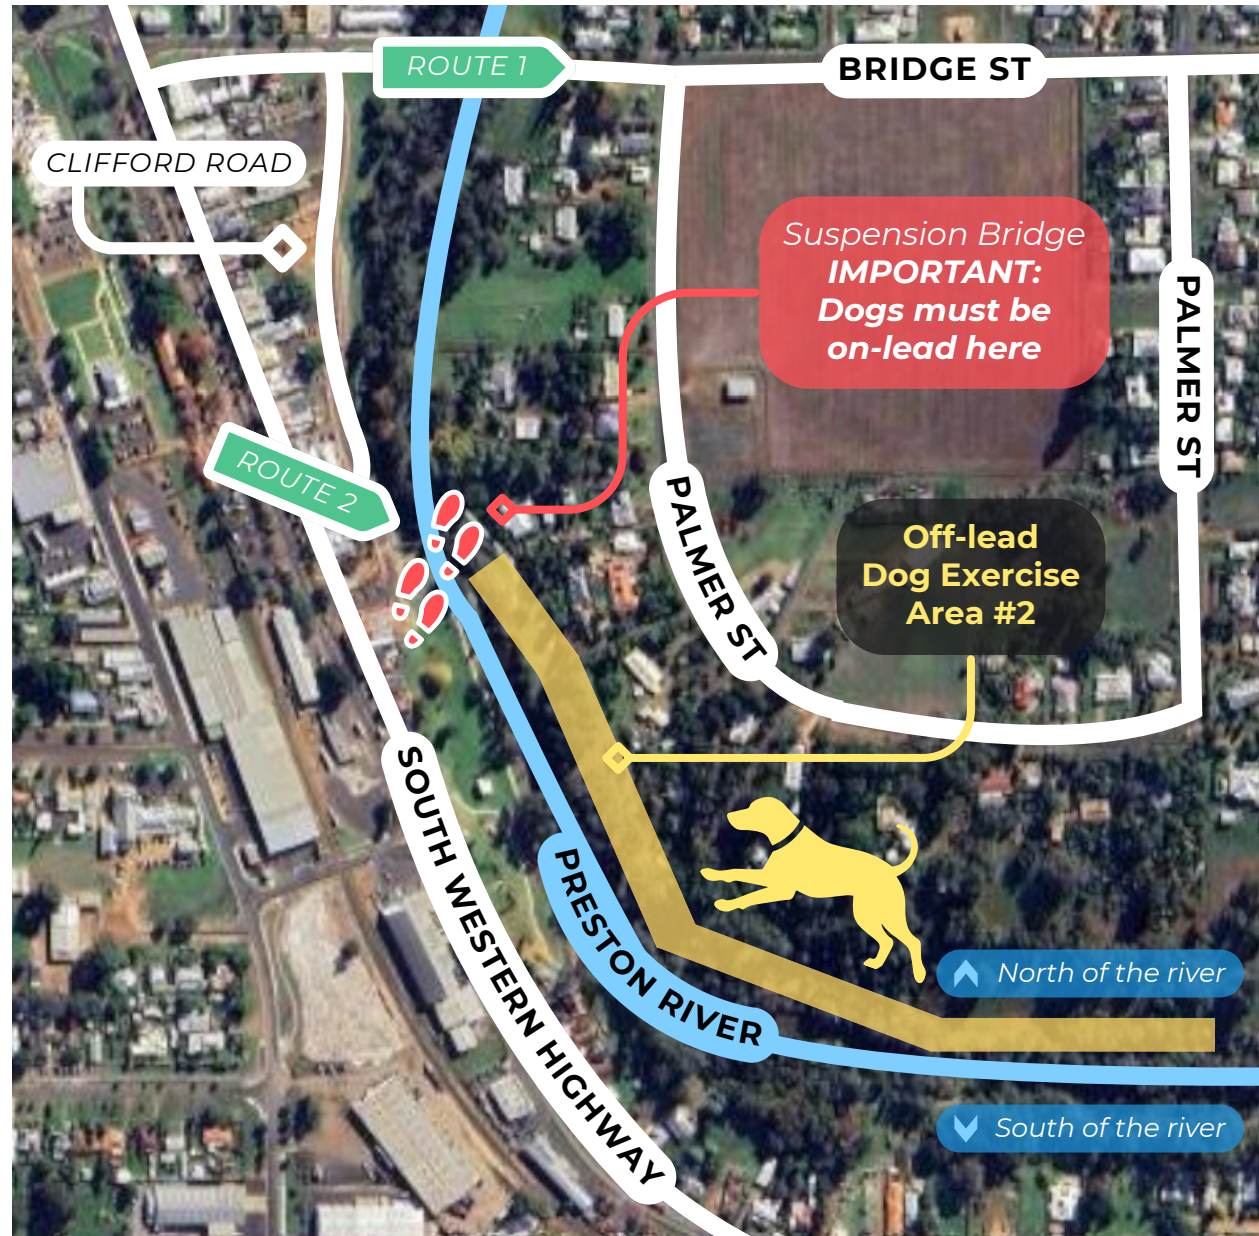 ROUTE 1
BRIDGE ST
CLIFFORD ROAD
Suspension Bridge
IMPORTANT:
Dogs must be
on-lead here
PALMER ST
ROUTE 2
PALMER ST
Off-lead
Dog Exercise
Area #2
SOUTH WESTERN HIGHWAY
PRESTON RIVER
North of the river
South of the river